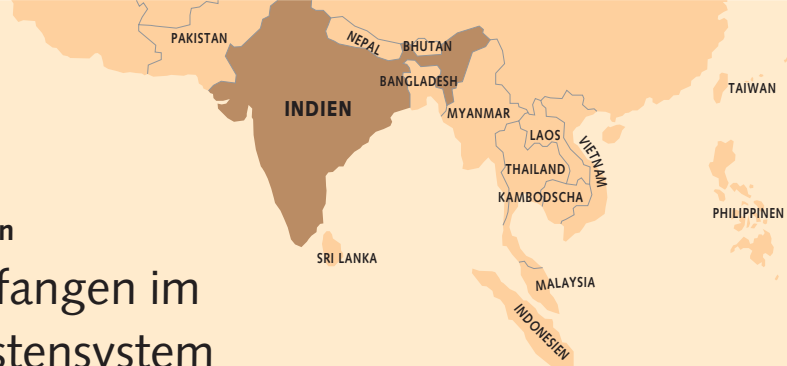 PAKISTAN
NEPAL
BHUTAN
BANGLADESH
INDIEN
MYANMAR
TAIWAN
LAOS
VIETNAM
THAILAND
KAMBODSCHA
PHILIPPINEN
SRI LANKA
MALAYSIA
INDONESIEN
n
fangen im
stensystem